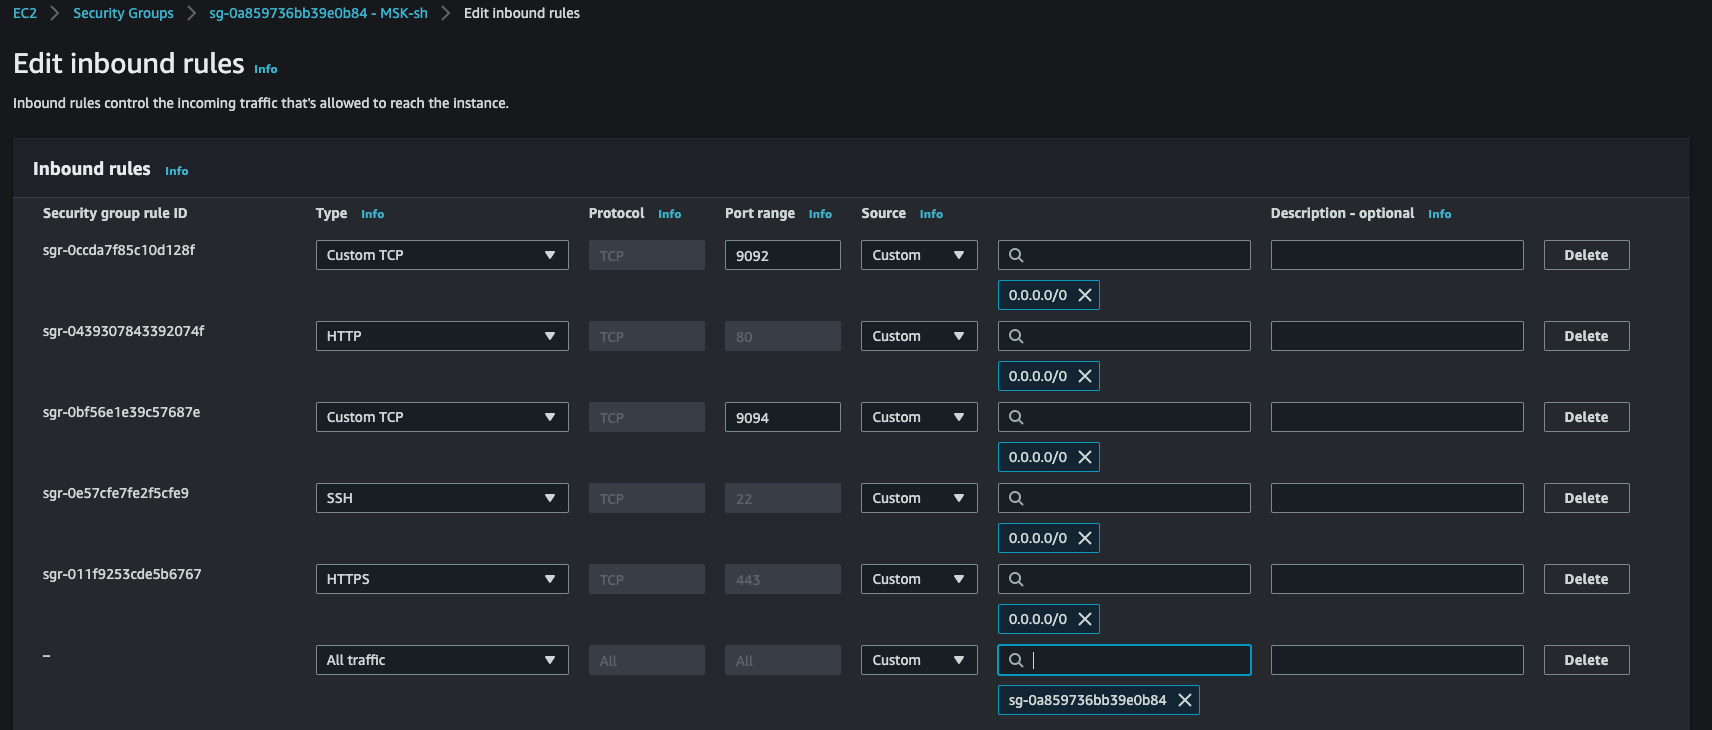 EC2 > Security Groups > sg-0a859736bb39e0b84 - MSK-sh > Edit inbound rules
Edit inbound rules Info
Inbound rules control the incoming traffic that's allowed to reach the instance.
Inbound rules Info
Security group rule ID Type Info Protocol Info Port range Info Source Info Description - optional Info
sgr-0ccda7f85c10d128f Custom TCP TCP 9092 Custom Delete
0.0.0.0/0
sgr-0439307843392074f HTTP TCP 80 Custom Delete
0.0.0.0/0
sgr-0bf56e1e39c57687e Custom TCP TCP 9094 Custom Delete
0.0.0.0/0
sgr-0e57cfe7fe2f5cfe9 SSH TCP 22 Custom Delete
0.0.0.0/0
sgr-011f9253cde5b6767 HTTPS TCP 443 Custom Delete
0.0.0.0/0
– All traffic All All Custom Delete
sg-0a859736bb39e0b84